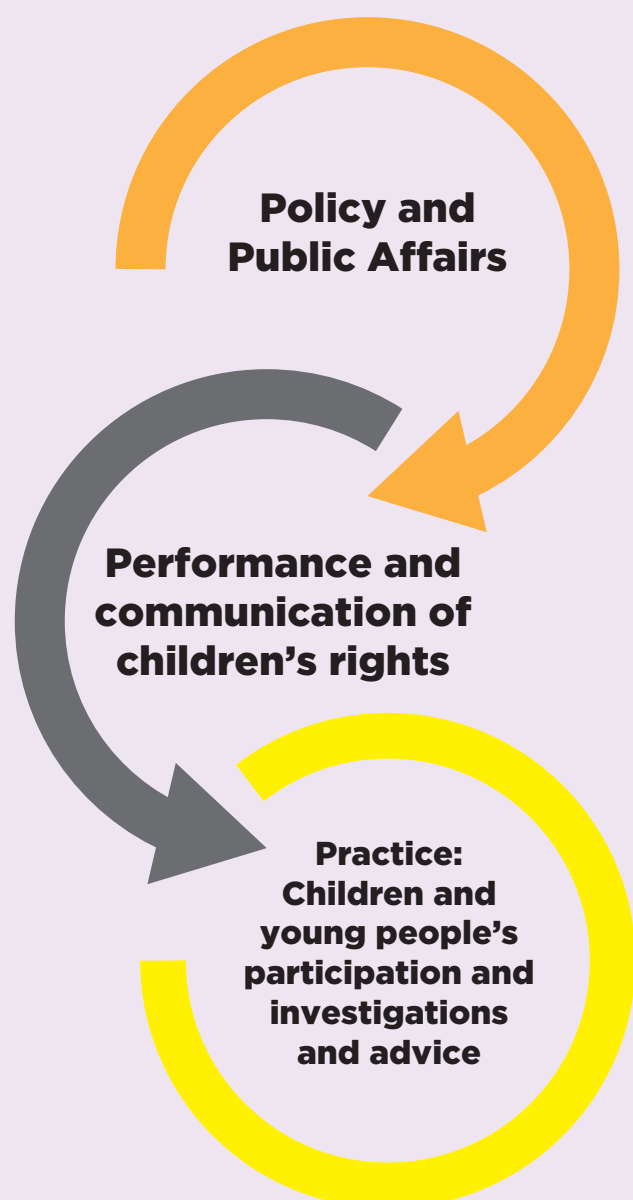 Policy and
Public Affairs
Performance and
communication of
children’s rights
Practice:
Children and
young people’s
participation and
investigations
and advice